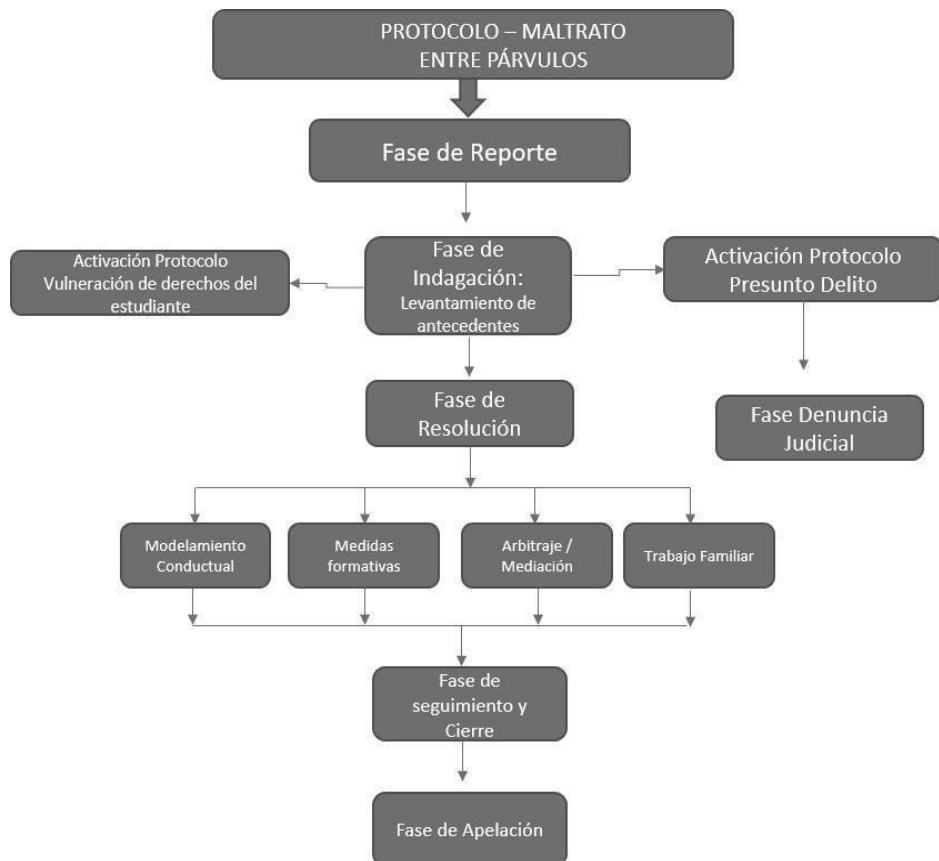 PROTOCOLO – MALTRATO
ENTRE PÁRVULOS
Fase de Reporte
Activación Protocolo
Vulneración de derechos del
estudiante
Fase de
Indagación:
Levantamiento de
antecedentes
Activación Protocolo
Presunto Delito
Fase de
Resolución
Fase Denuncia
Judicial
Modelamiento
Conductual
Medidas
formativas
Arbitraje /
Mediación
Trabajo Familiar
Fase de
seguimiento y
Cierre
Fase de Apelación